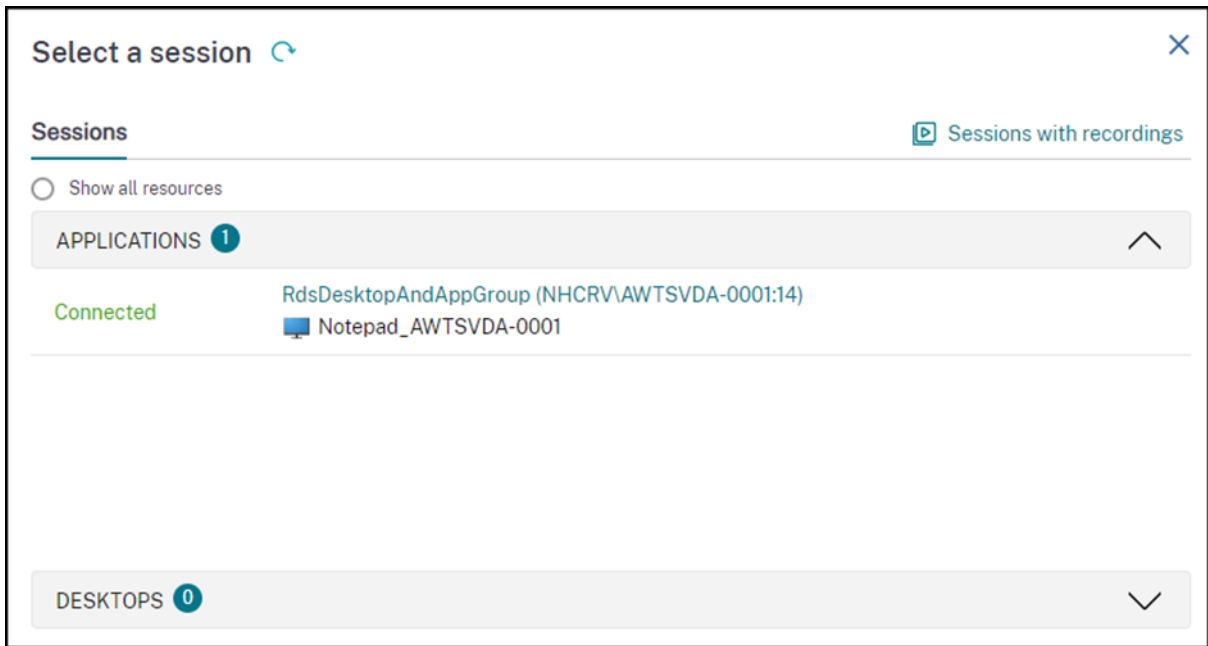 Select a session
Sessions
Sessions with recordings
Show all resources
APPLICATIONS 1
Connected
RdsDesktopAndAppGroup (NHCRV\AWTSVDA-0001:14)
Notepad_AWTSVDA-0001
DESKTOPS 0